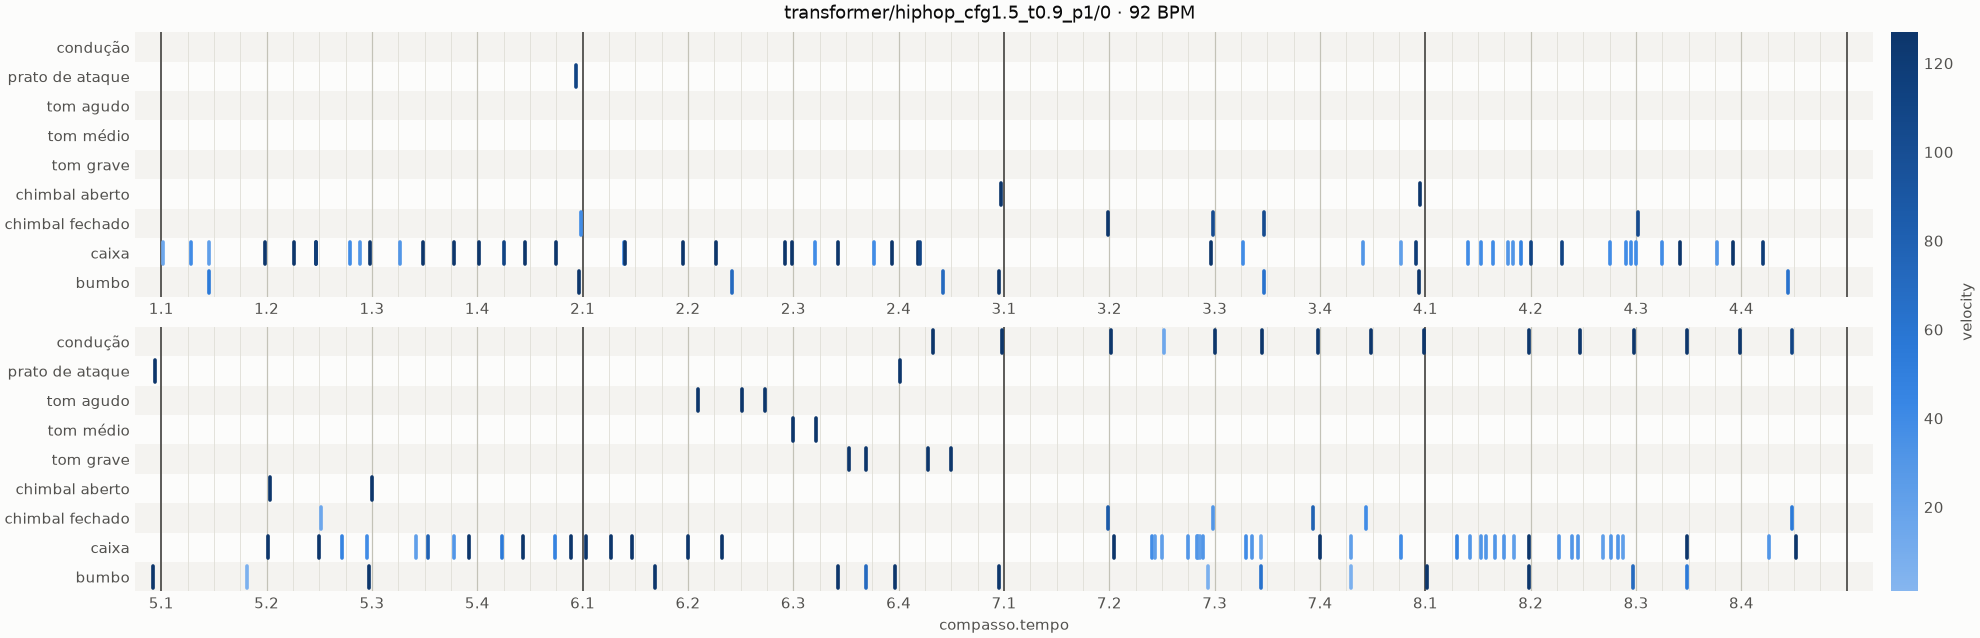 transformer/hiphop_cfg1.5_t0.9_p1/0 · 92 BPM
condução
prato de ataque
tom agudo
tom médio
tom grave
chimbal aberto
chimbal fechado
caixa
bumbo
1.1 1.2 1.3 1.4 2.1 2.2 2.3 2.4 3.1 3.2 3.3 3.4 4.1 4.2 4.3 4.4
condução
prato de ataque
tom agudo
tom médio
tom grave
chimbal aberto
chimbal fechado
caixa
bumbo
5.1 5.2 5.3 5.4 6.1 6.2 6.3 6.4 7.1 7.2 7.3 7.4 8.1 8.2 8.3 8.4
compasso.tempo
120
100
80
60
40
20
velocity